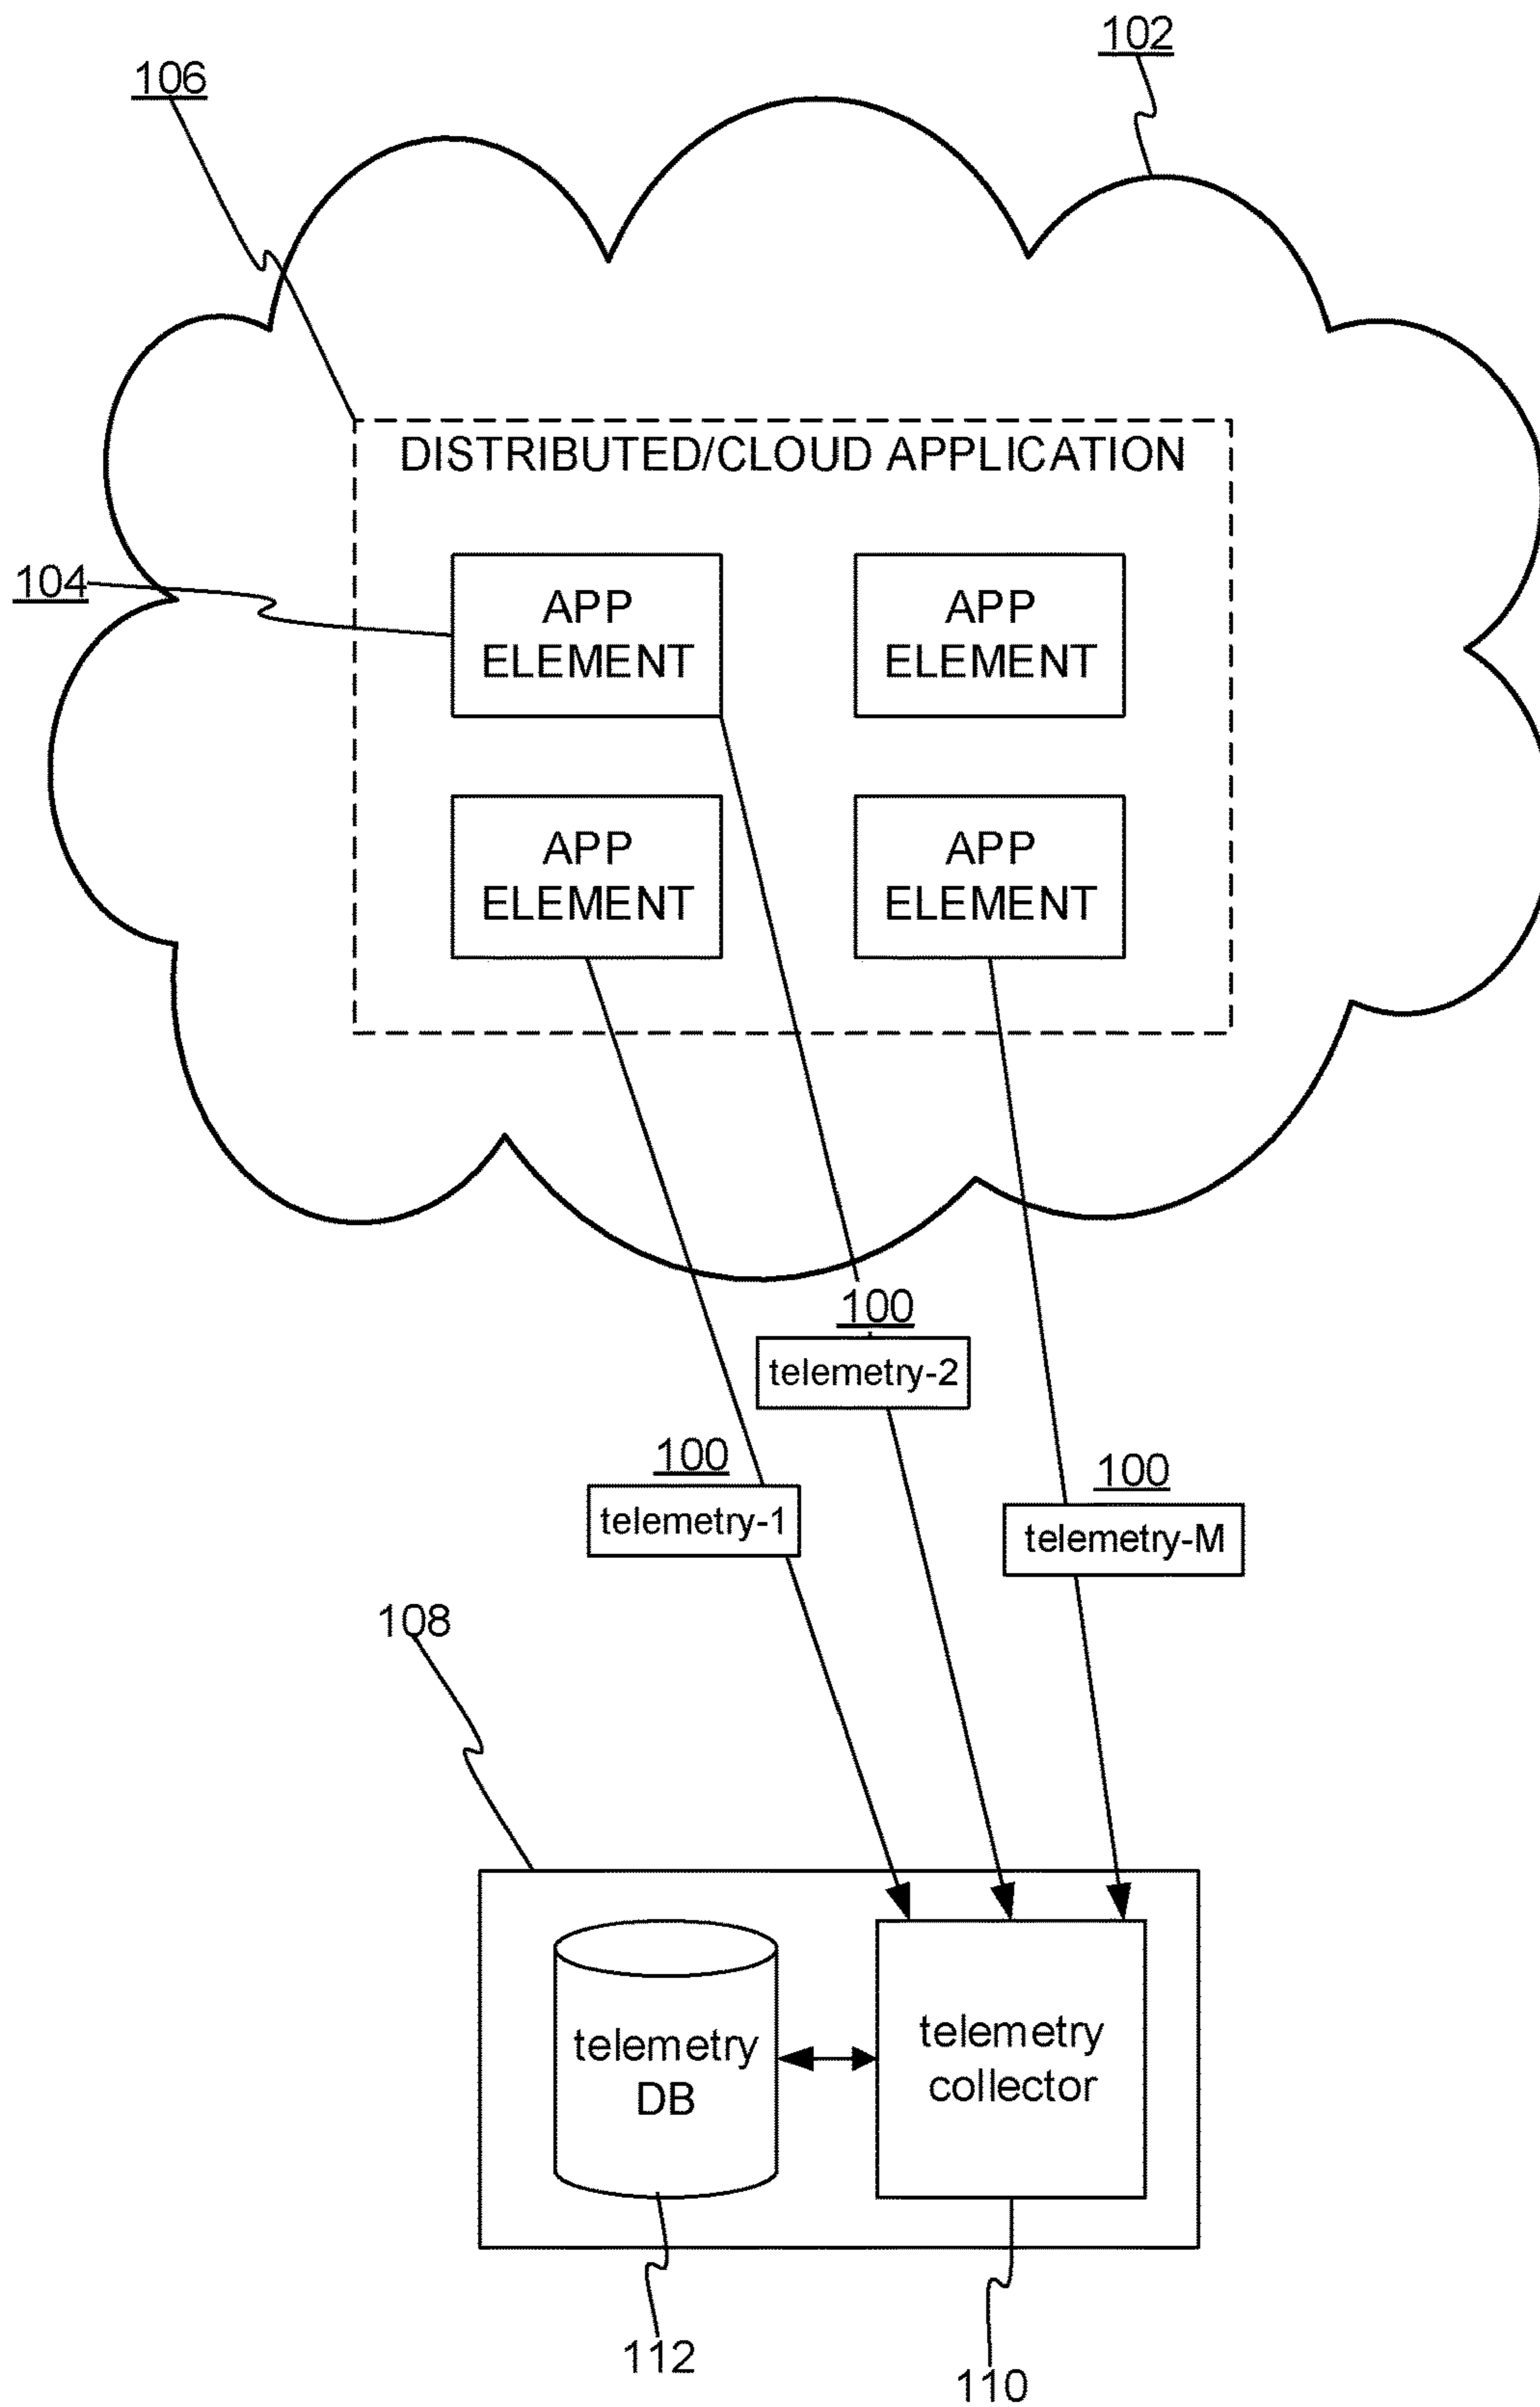 102
106
DISTRIBUTED/CLOUD APPLICATION
104
APP
ELEMENT
APP
ELEMENT
APP
ELEMENT
APP
ELEMENT
100
telemetry-2
100
telemetry-1
100
telemetry-M
108
telemetry
DB
telemetry
collector
112
110